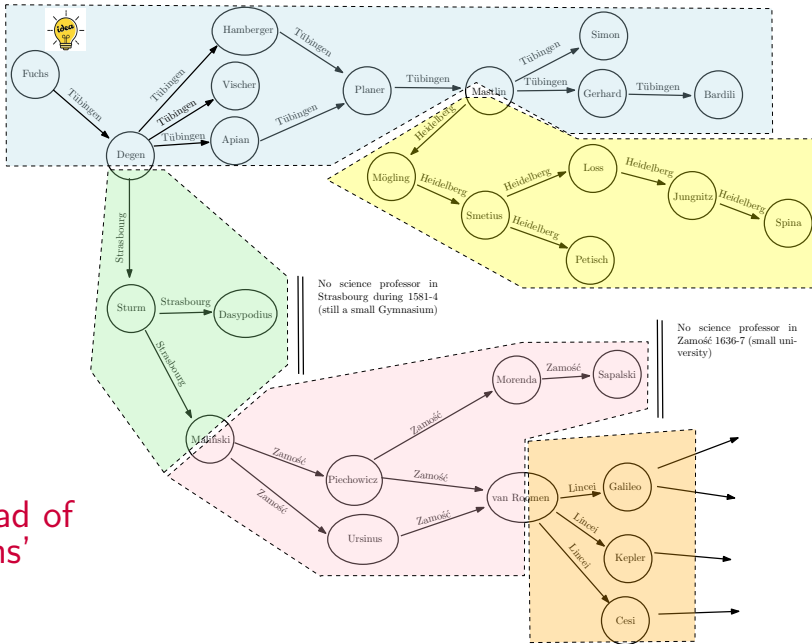 idea
Hamberger
Simon
Fuchs
Tübingen
Tübingen
Tübingen
Tübingen
Vischer
Tübingen
Planer
Tübingen
Mästlin
Tübingen
Gerhard
Tübingen
Bardili
Tübingen
Tübingen
Apian
Tübingen
Degen
Heidelberg
Mögling
Heidelberg
Smetius
Heidelberg
Loss
Heidelberg
Jungnitz
Heidelberg
Spina
Heidelberg
Petisch
Strasbourg
Sturm
Strasbourg
Dasypodius
Strasbourg
No science professor in
Strasbourg during 1581-4
(still a small Gymnasium)
No science professor in
Zamość 1636-7 (small uni-
versity)
Maliński
Zamość
Piechowicz
Zamość
Morenda
Zamość
Sapalski
Zamość
Zamość
Ursinus
Zamość
van Roomen
Lincei
Galileo
Lincei
Kepler
Lincei
Cesi
ad of
ns'